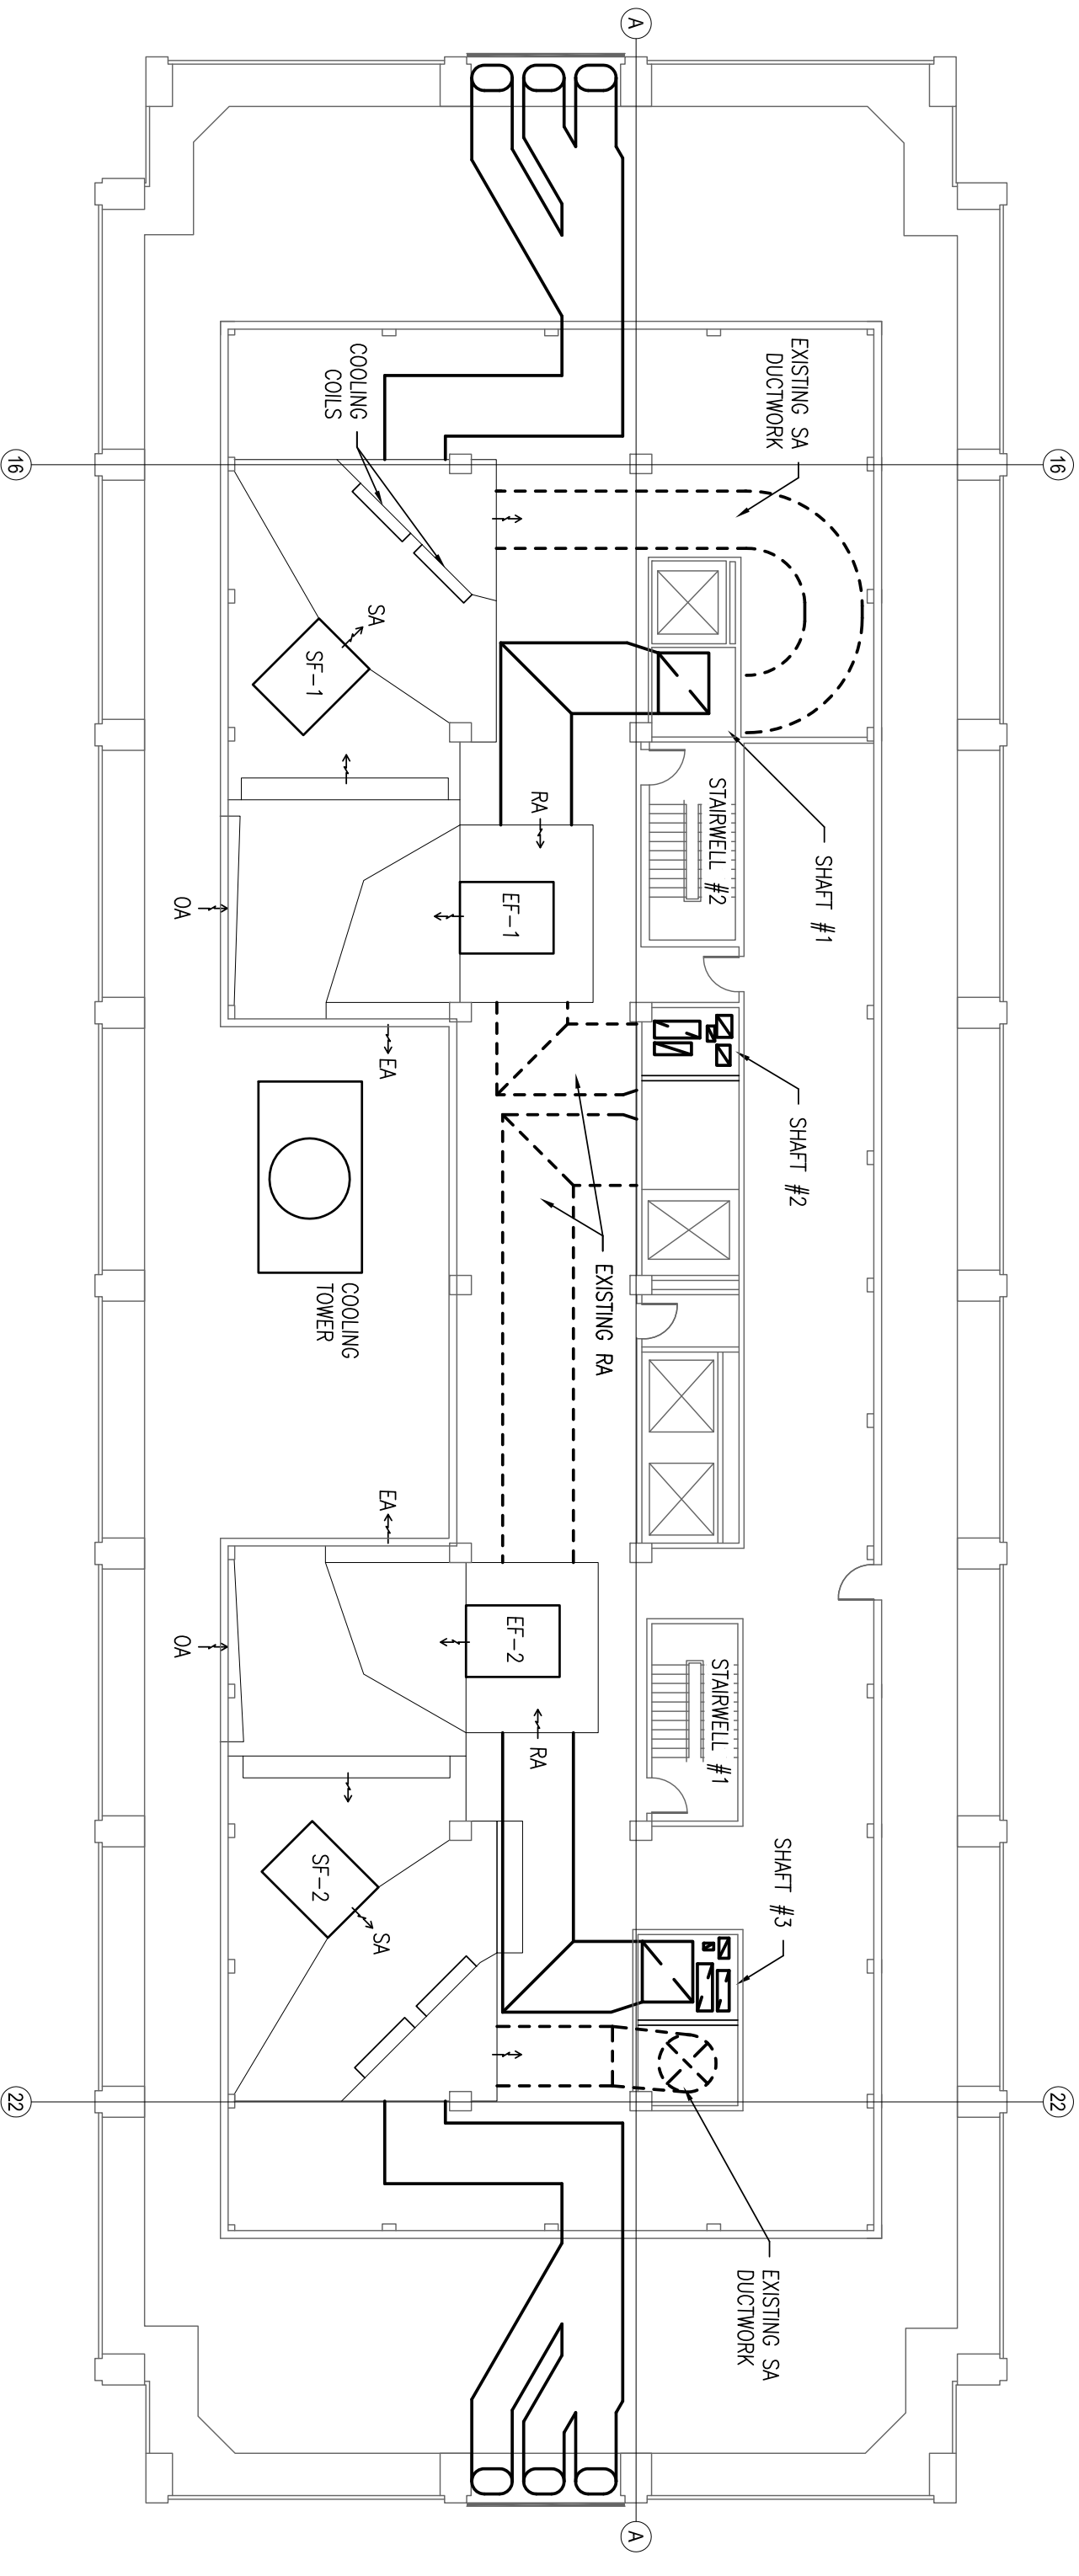 A
16
16
EXISTING SA
DUCTWORK
COOLING
COILS
SA
SF-1
STAIRWELL #2
SHAFT #1
RA
EF-1
OA
EA
SHAFT #2
EXISTING RA
COOLING
TOWER
EA
EF-2
OA
RA
STAIRWELL #1
SHAFT #3
SF-2
SA
EXISTING SA
DUCTWORK
22
22
A